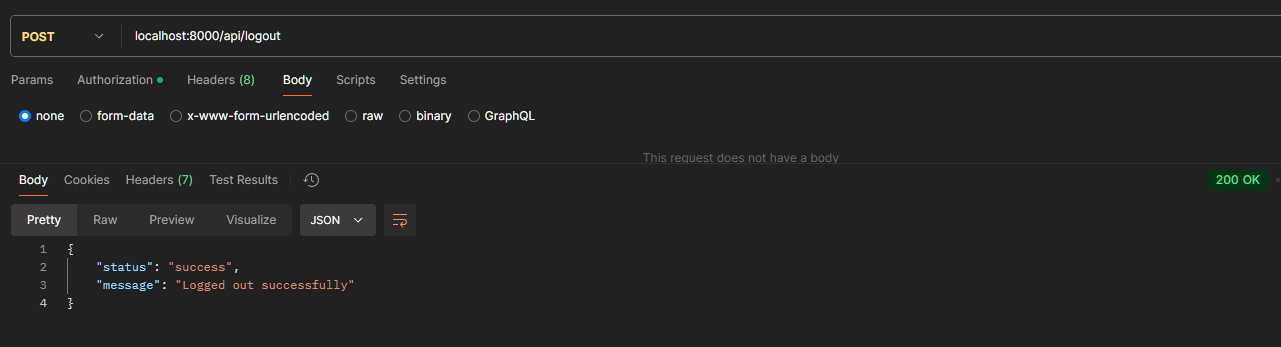 POST localhost:8000/api/logout
Params Authorization Headers (8) Body Scripts Settings
none form-data x-www-form-urlencoded raw binary GraphQL
This request does not have a body
Body Cookies Headers (7) Test Results 200 OK
Pretty Raw Preview Visualize JSON
1 {
2 "status": "success",
3 "message": "Logged out successfully"
4 }